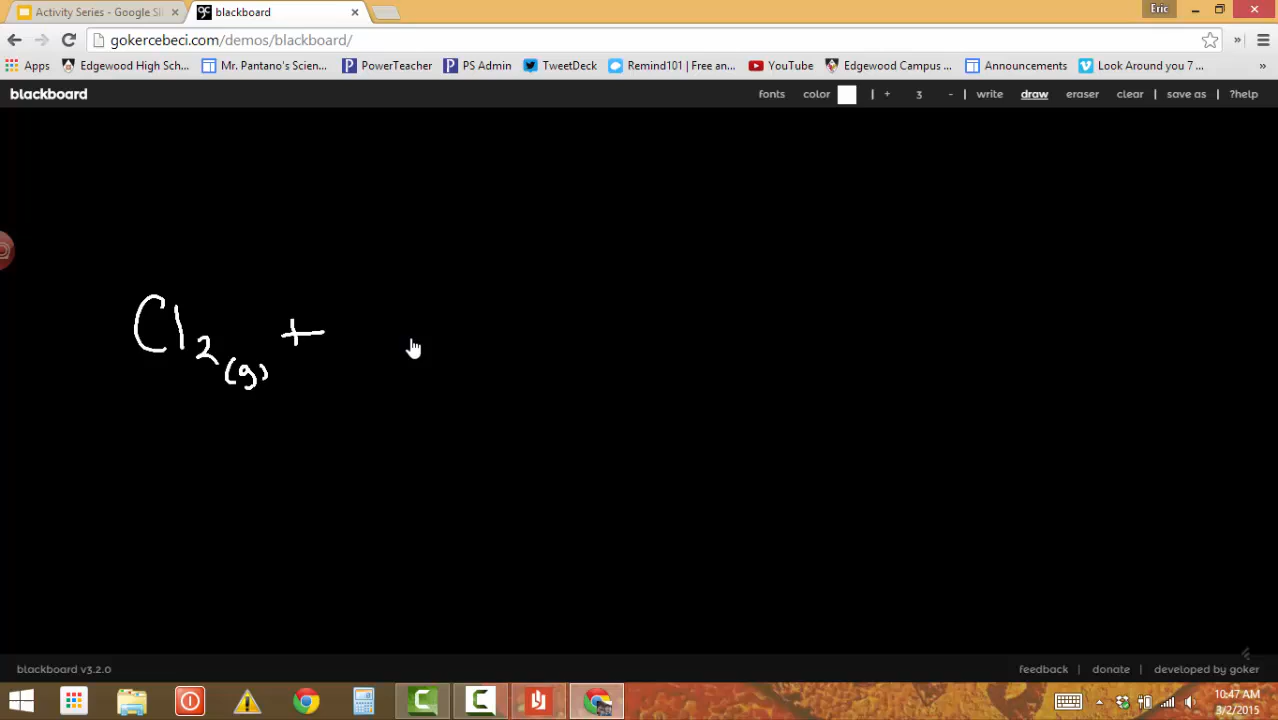 Activity Series - Google Sli
blackboard
Eric
gokercebeci.com/demos/blackboard/
Apps Edgewood High Sch... Mr. Pantano's Scien... PowerTeacher PS Admin TweetDeck Remind101 | Free an... YouTube Edgewood Campus ... Announcements Look Around you 7 ... »
blackboard fonts color | + 3 - | write draw eraser clear | save as | ?help
Cl2(g) +
blackboard v3.2.0 feedback | donate | developed by goker
10:47 AM
3/2/2015